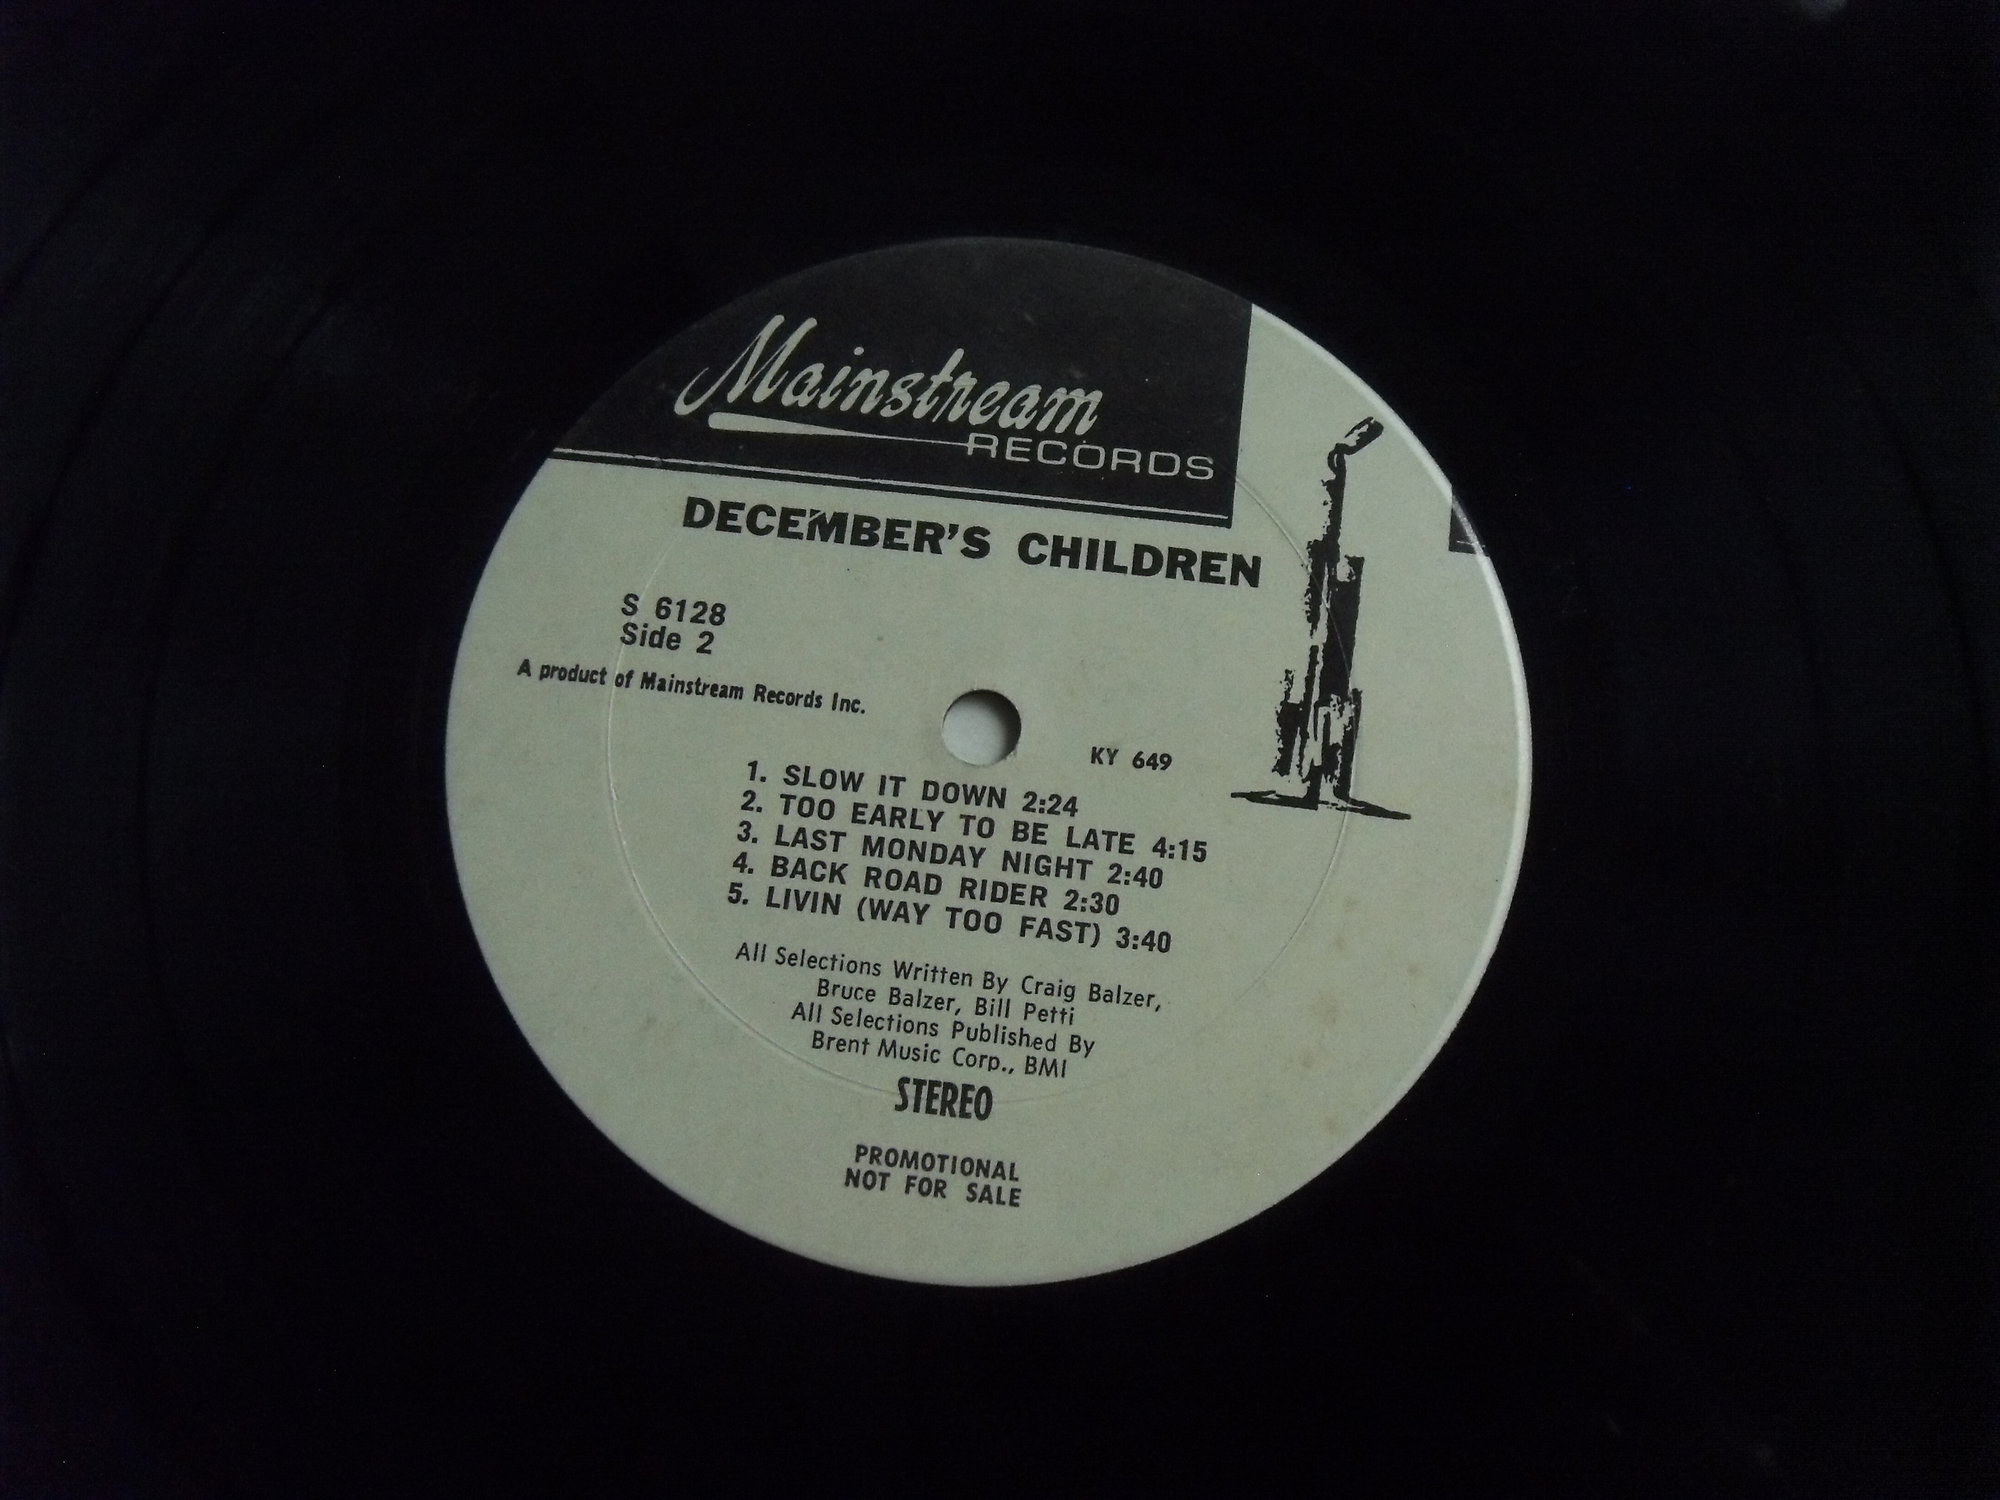 Mainstream
RECORDS
DECEMBER'S CHILDREN
S 6128
Side 2
A product of Mainstream Records Inc.
KY 649
1. SLOW IT DOWN 2:24
2. TOO EARLY TO BE LATE 4:15
3. LAST MONDAY NIGHT 2:40
4. BACK ROAD RIDER 2:30
5. LIVIN (WAY TOO FAST) 3:40
All Selections Written By Craig Balzer,
Bruce Balzer, Bill Petti
All Selections Published By
Brent Music Corp., BMI
STEREO
PROMOTIONAL
NOT FOR SALE